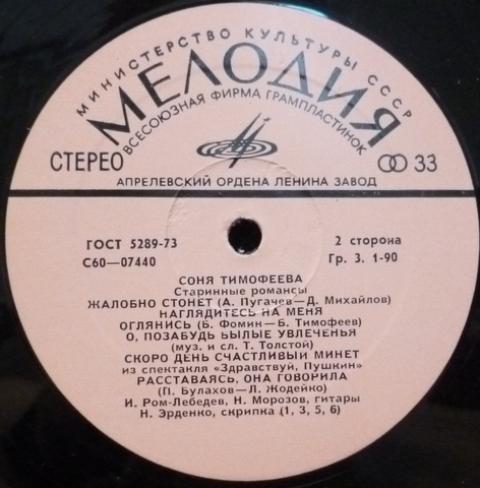 МИНИСТЕРСТВО КУЛЬТУРЫ СССР
МЕЛОДИЯ
ВСЕСОЮЗНАЯ ФИРМА ГРАМПЛАСТИНОК
СТЕРЕО
33
АПРЕЛЕВСКИЙ ОРДЕНА ЛЕНИНА ЗАВОД
ГОСТ 5289-73
2 сторона
С60—07440
Гр. 3. 1-90
СОНЯ ТИМОФЕЕВА
Старинные романсы
ЖАЛОБНО СТОНЕТ (А. Пугачев—Д. Михайлов)
НАГЛЯДИТЕСЬ НА МЕНЯ
ОГЛЯНИСЬ (Б. Фомин—Б. Тимофеев)
О, ПОЗАБУДЬ БЫЛЫЕ УВЛЕЧЕНЬЯ
(муз. и сл. Т. Толстой)
СКОРО ДЕНЬ СЧАСТЛИВЫЙ МИНЕТ
из спектакля «Здравствуй, Пушкин»
РАССТАВАЯСЬ, ОНА ГОВОРИЛА
(П. Булахов—Л. Жодейко)
И. Ром-Лебедев, Н. Морозов, гитары
Н. Эрденко, скрипка (1, 3, 5, 6)